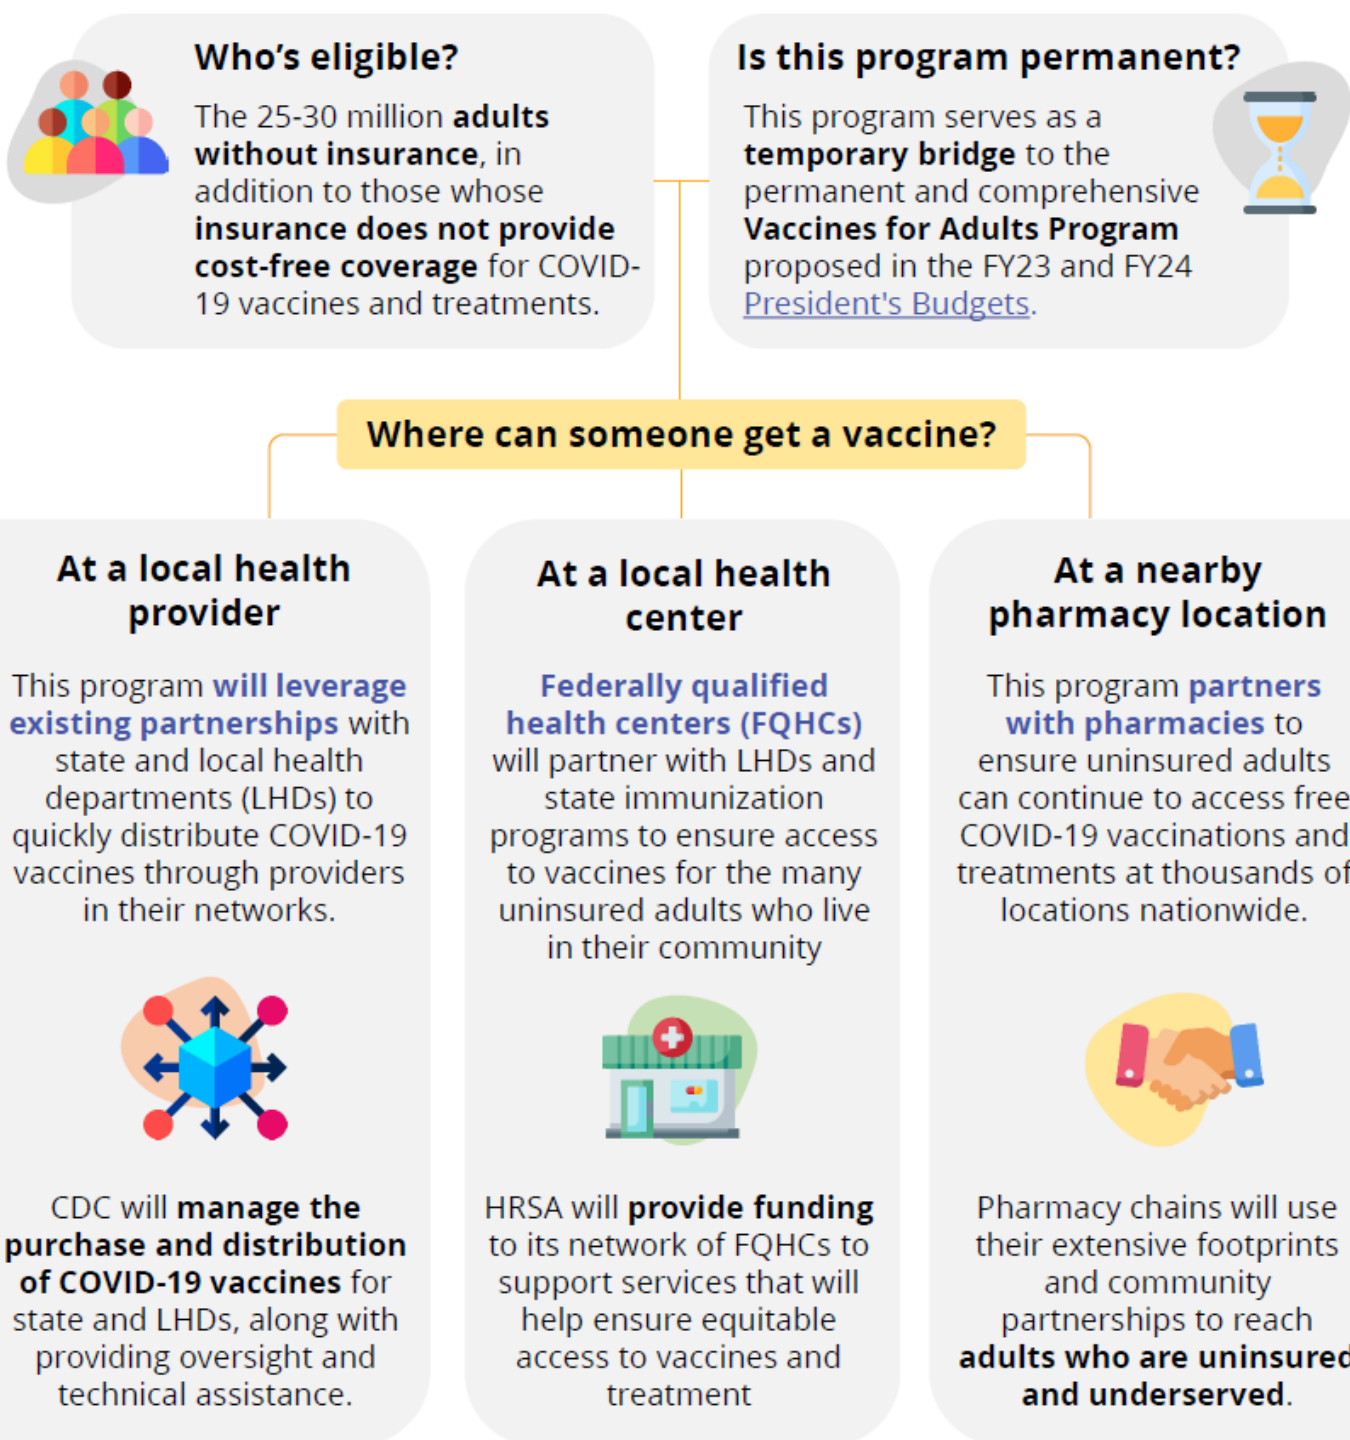 Who's eligible?
The 25-30 million adults
without insurance, in
addition to those whose
insurance does not provide
cost-free coverage for COVID-
19 vaccines and treatments.
Is this program permanent?
This program serves as a
temporary bridge to the
permanent and comprehensive
Vaccines for Adults Program
proposed in the FY23 and FY24
President's Budgets.
Where can someone get a vaccine?
At a local health
provider
This program will leverage
existing partnerships with
state and local health
departments (LHDs) to
quickly distribute COVID-19
vaccines through providers
in their networks.
CDC will manage the
purchase and distribution
of COVID-19 vaccines for
state and LHDs, along with
providing oversight and
technical assistance.
At a local health
center
Federally qualified
health centers (FQHCs)
will partner with LHDs and
state immunization
programs to ensure access
to vaccines for the many
uninsured adults who live
in their community
HRSA will provide funding
to its network of FQHCs to
support services that will
help ensure equitable
access to vaccines and
treatment
At a nearby
pharmacy location
This program partners
with pharmacies to
ensure uninsured adults
can continue to access free
COVID-19 vaccinations and
treatments at thousands of
locations nationwide.
Pharmacy chains will use
their extensive footprints
and community
partnerships to reach
adults who are uninsured
and underserved.